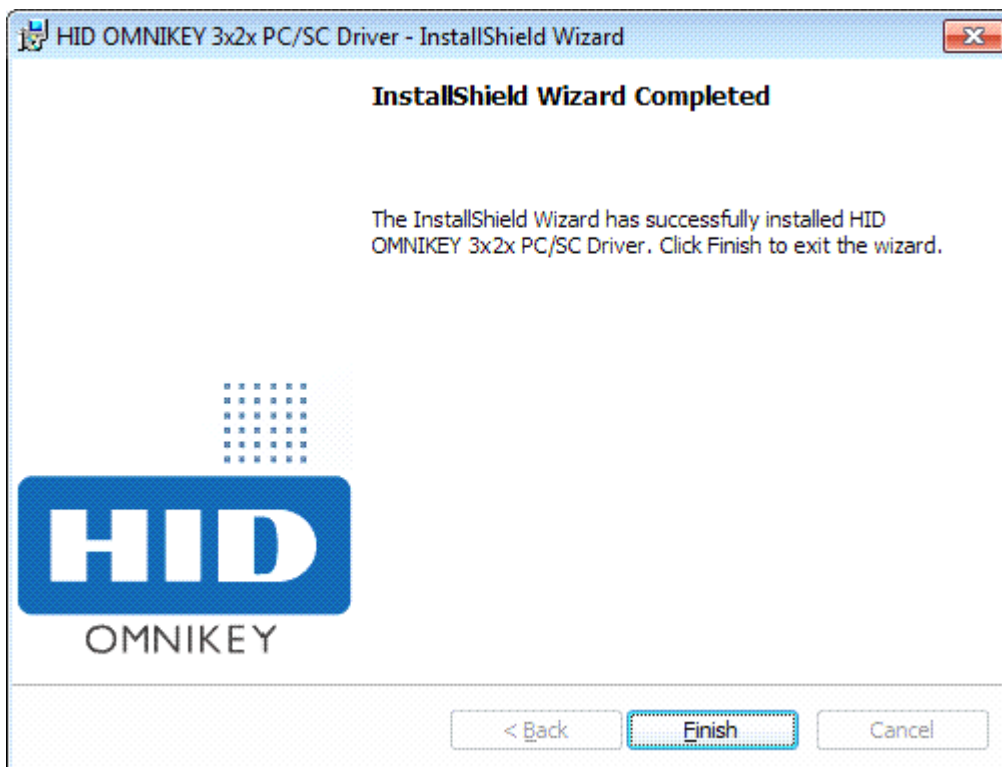 HID OMNIKEY 3x2x PC/SC Driver - InstallShield Wizard
InstallShield Wizard Completed
The InstallShield Wizard has successfully installed HID
OMNIKEY 3x2x PC/SC Driver. Click Finish to exit the wizard.
HID
OMNIKEY
< Back
Finish
Cancel